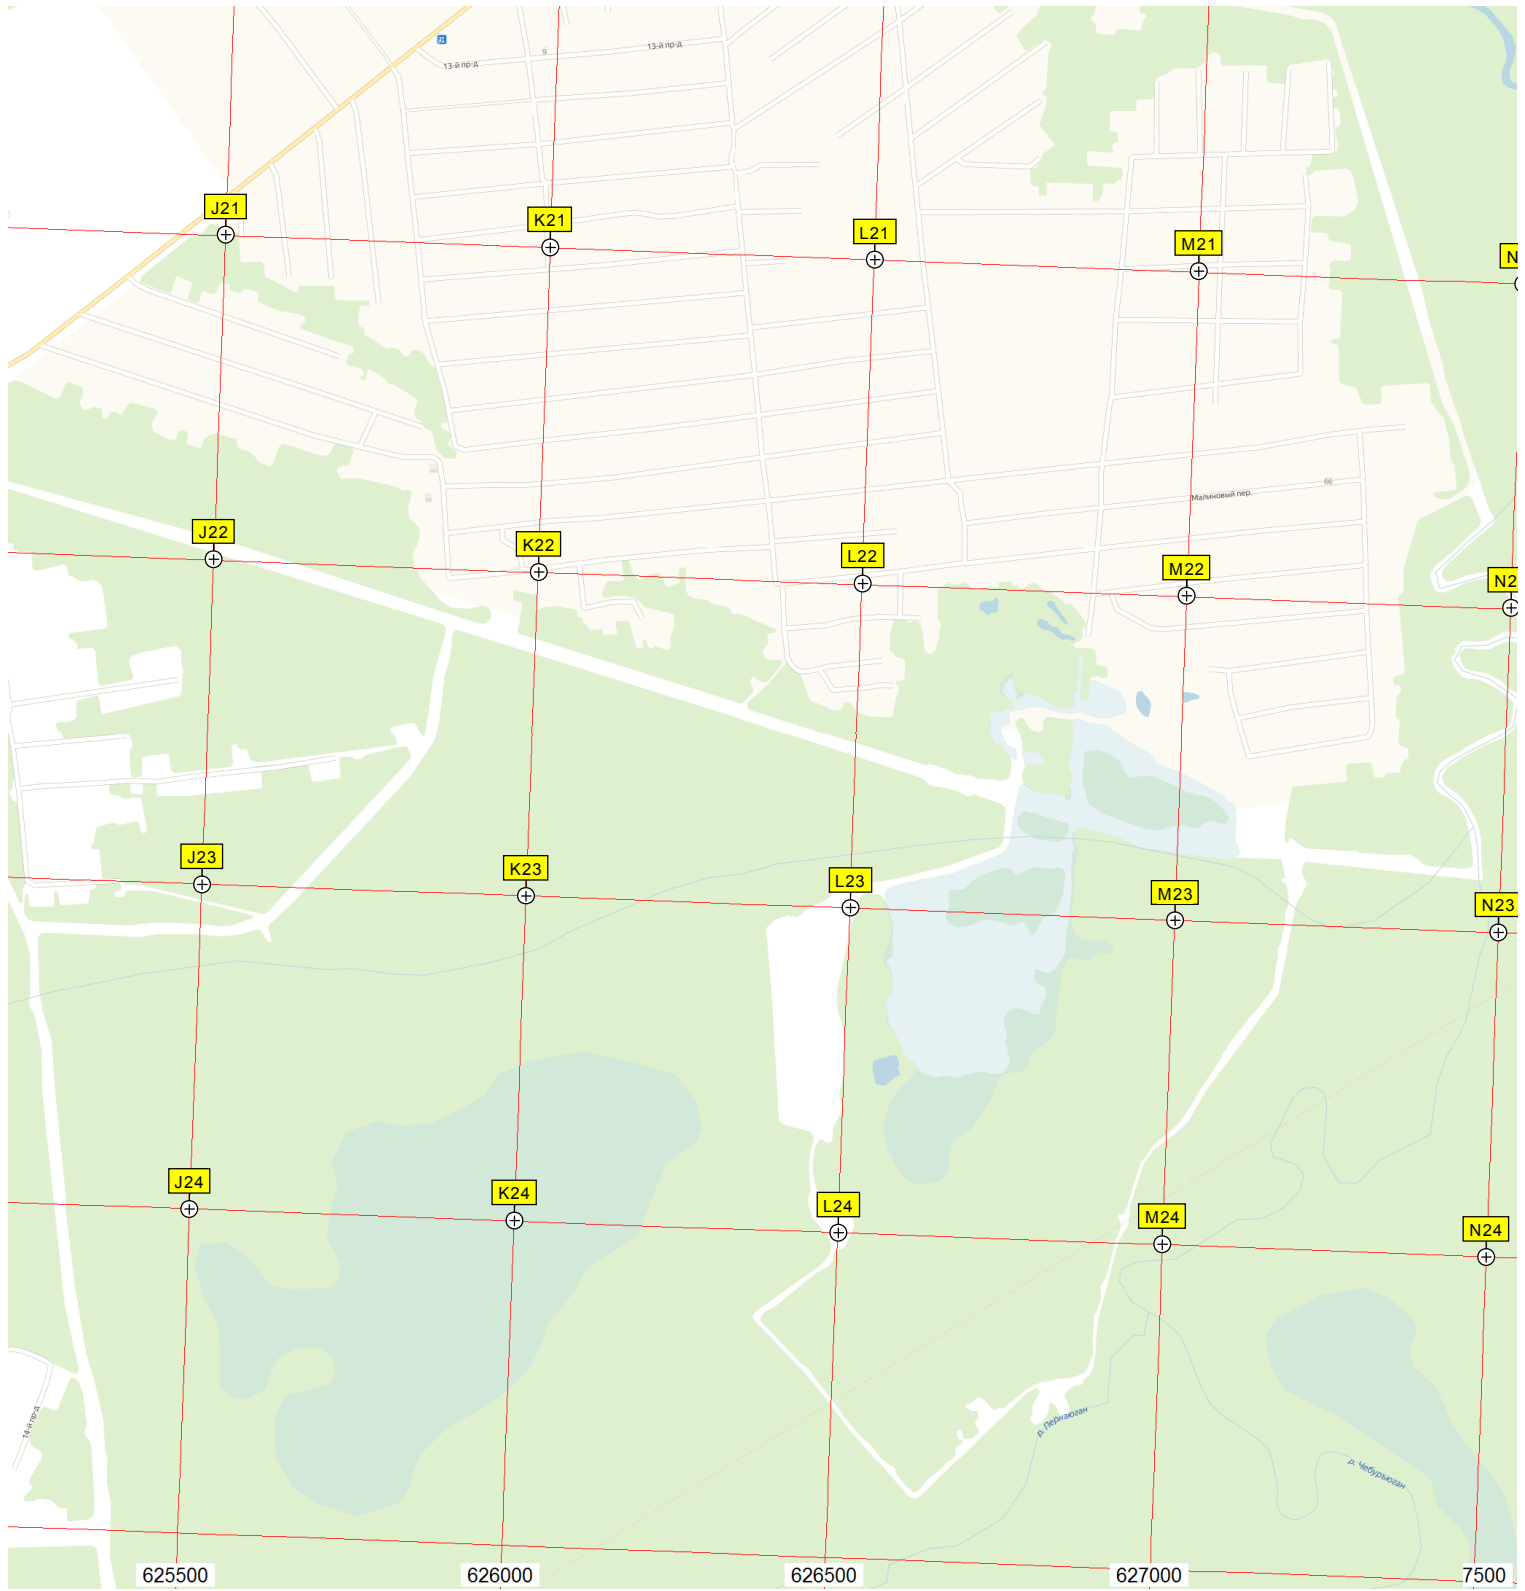 13-й пр-д
9
13-й пр-д
J21
K21
L21
M21
N
66
Малиновый пер.
J22
K22
L22
M22
N2
J23
K23
L23
M23
N23
J24
K24
L24
M24
N24
14-й пр-д
р. Пернаюган
р. Чебурьюган
625500
626000
626500
627000
7500